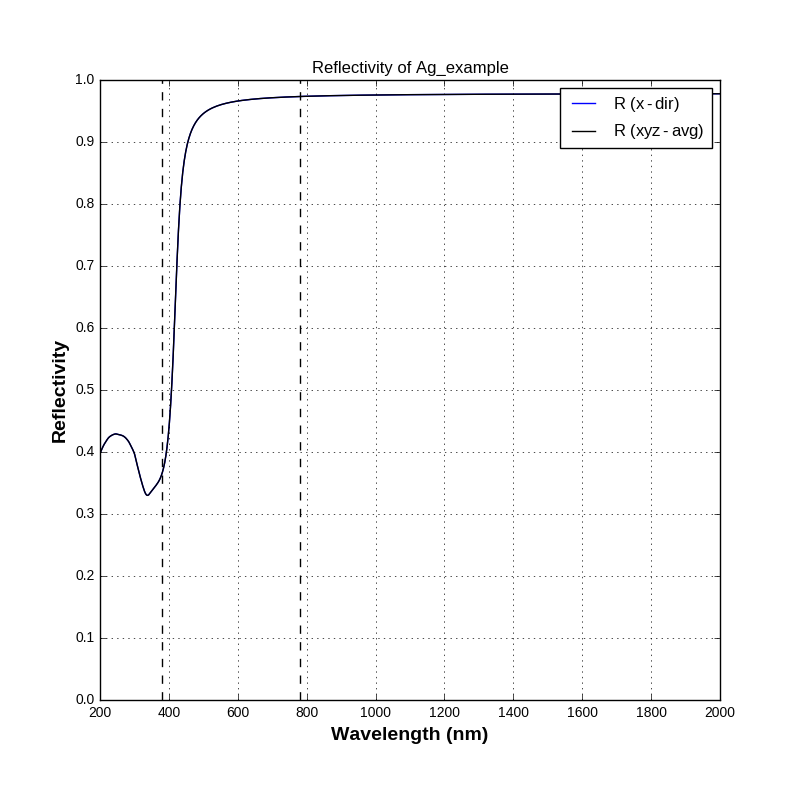 Reflectivity of Ag_example
1.0
0.9
0.8
0.7
0.6
0.5
0.4
0.3
0.2
0.1
0.0
Reflectivity
R (x - dir)
R (xyz - avg)
200 400 600 800 1000 1200 1400 1600 1800 2000
Wavelength (nm)